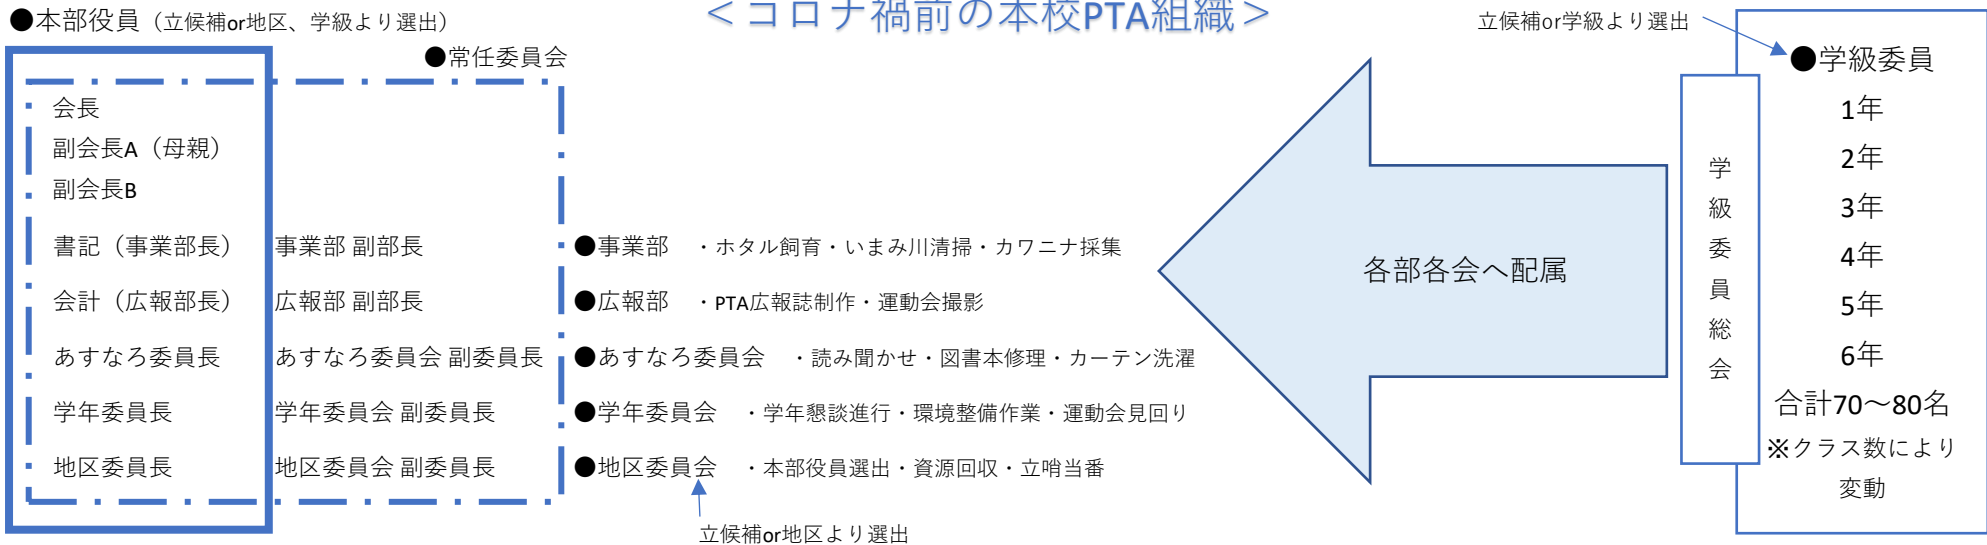 ＜コロナ禍前の本校PTA組織＞
●本部役員（立候補or地区、学級より選出）
●常任委員会
会長
副会長A（母親）
副会長B
書記（事業部長） 事業部 副部長 ●事業部 ・ホタル飼育・いまみ川清掃・カワニナ採集
会計（広報部長） 広報部 副部長 ●広報部 ・PTA広報誌制作・運動会撮影
あすなろ委員長 あすなろ委員会 副委員長 ●あすなろ委員会 ・読み聞かせ・図書本修理・カーテン洗濯
学年委員長 学年委員会 副委員長 ●学年委員会 ・学年懇談進行・環境整備作業・運動会見回り
地区委員長 地区委員会 副委員長 ●地区委員会 ・本部役員選出・資源回収・立哨当番
立候補or地区より選出
各部各会へ配属
学級委員総会
立候補or学級より選出
●学級委員
1年
2年
3年
4年
5年
6年
合計70～80名
※クラス数により
変動